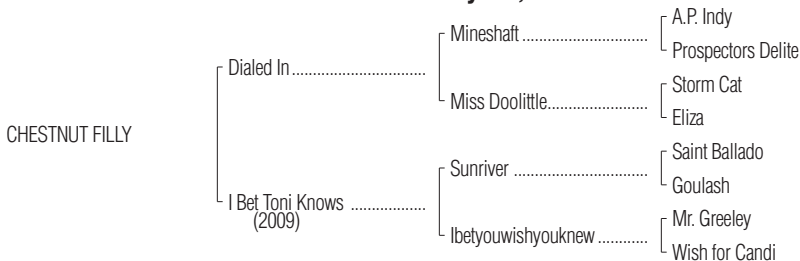 A.P. Indy
Mineshaft ..............................
Prospectors Delite
Dialed In................................
Storm Cat
Miss Doolittle........................
Eliza
CHESTNUT FILLY
Saint Ballado
Sunriver ................................
Goulash
I Bet Toni Knows ..................
(2009)
Mr. Greeley
Ibetyouwishyouknew............
Wish for Candi